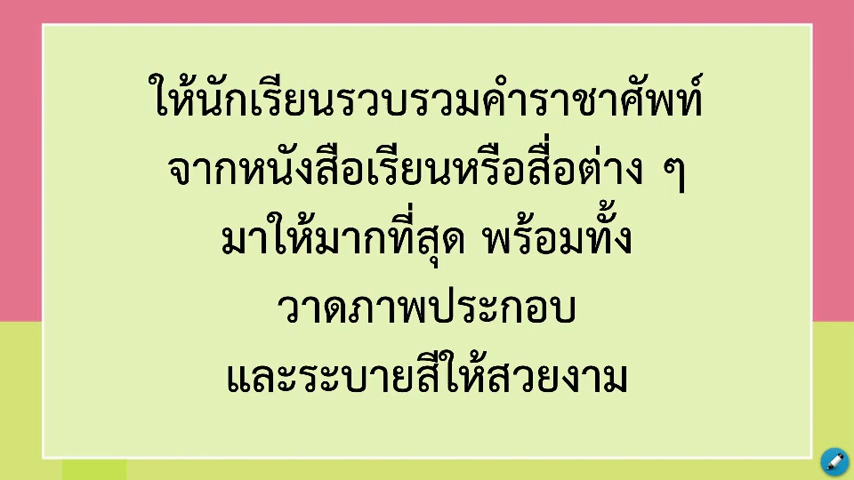 ให้นักเรียนรวบรวมคำราชาศัพท์
จากหนังสือเรียนหรือสื่อต่าง ๆ
มาให้มากที่สุด พร้อมทั้ง
วาดภาพประกอบ
และระบายสีให้สวยงาม